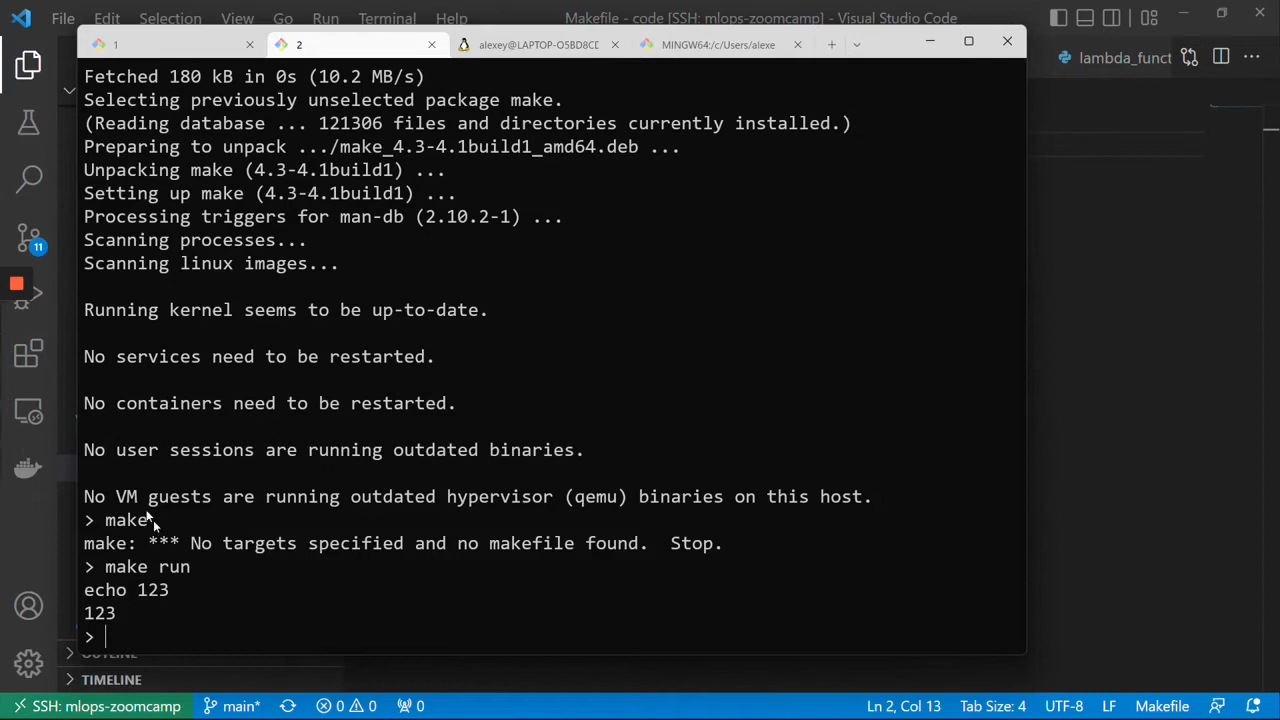 File Edit Selection View Go Run Terminal Help Makefile - code [SSH: mlops-zoomcamp] - Visual Studio Code
1 2 alexey@LAPTOP-O5BD8CD MINGW64:/c/Users/alexe
lambda_funct
Fetched 180 kB in 0s (10.2 MB/s)
Selecting previously unselected package make.
(Reading database ... 121306 files and directories currently installed.)
Preparing to unpack .../make_4.3-4.1build1_amd64.deb ...
Unpacking make (4.3-4.1build1) ...
Setting up make (4.3-4.1build1) ...
Processing triggers for man-db (2.10.2-1) ...
Scanning processes...
Scanning linux images...
11
Running kernel seems to be up-to-date.
No services need to be restarted.
No containers need to be restarted.
No user sessions are running outdated binaries.
No VM guests are running outdated hypervisor (qemu) binaries on this host.
> make
make: *** No targets specified and no makefile found.  Stop.
> make run
echo 123
123
>
OUTLINE
TIMELINE
SSH: mlops-zoomcamp main* 0 0 0 Ln 2, Col 13 Tab Size: 4 UTF-8 LF Makefile